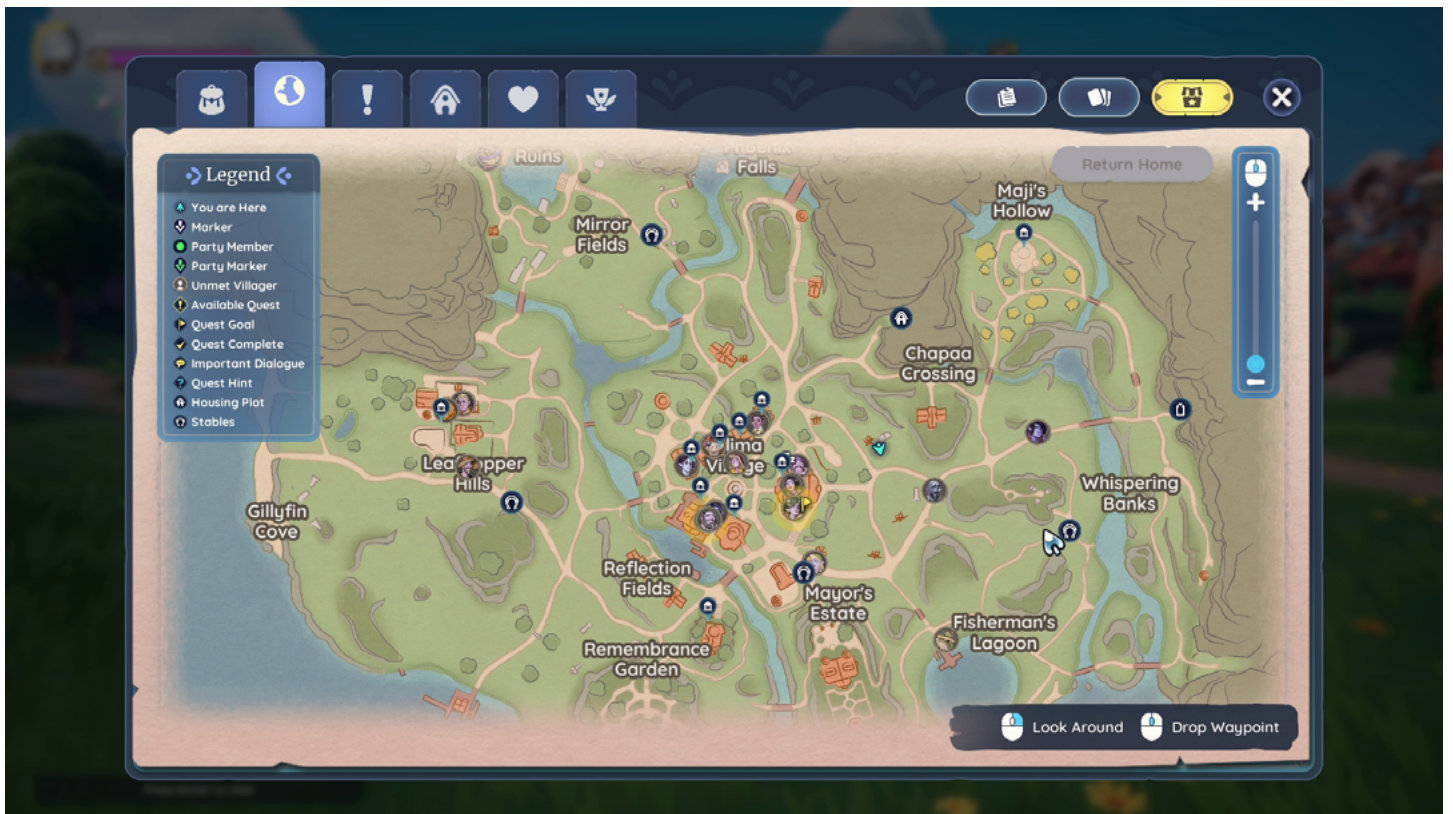 Legend
You are Here
Marker
Party Member
Party Marker
Unmet Villager
Available Quest
Quest Goal
Quest Complete
Important Dialogue
Quest Hint
Housing Plot
Stables
Return Home
Ruins
Falls
Maji's
Hollow
Mirror
Fields
Chapaa
Crossing
Hills
Gillyfin
Cove
Whispering
Banks
Reflection
Fields
Mayor's
Estate
Fisherman's
Lagoon
Remembrance
Garden
Look Around
Drop Waypoint